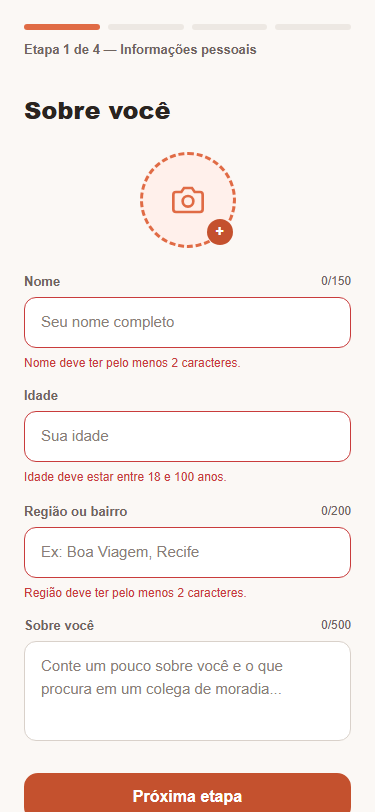 Etapa 1 de 4 — Informações pessoais
Sobre você
+
Nome 0/150
Seu nome completo
Nome deve ter pelo menos 2 caracteres.
Idade
Sua idade
Idade deve estar entre 18 e 100 anos.
Região ou bairro 0/200
Ex: Boa Viagem, Recife
Região deve ter pelo menos 2 caracteres.
Sobre você 0/500
Conte um pouco sobre você e o que
procura em um colega de moradia...
Próxima etapa